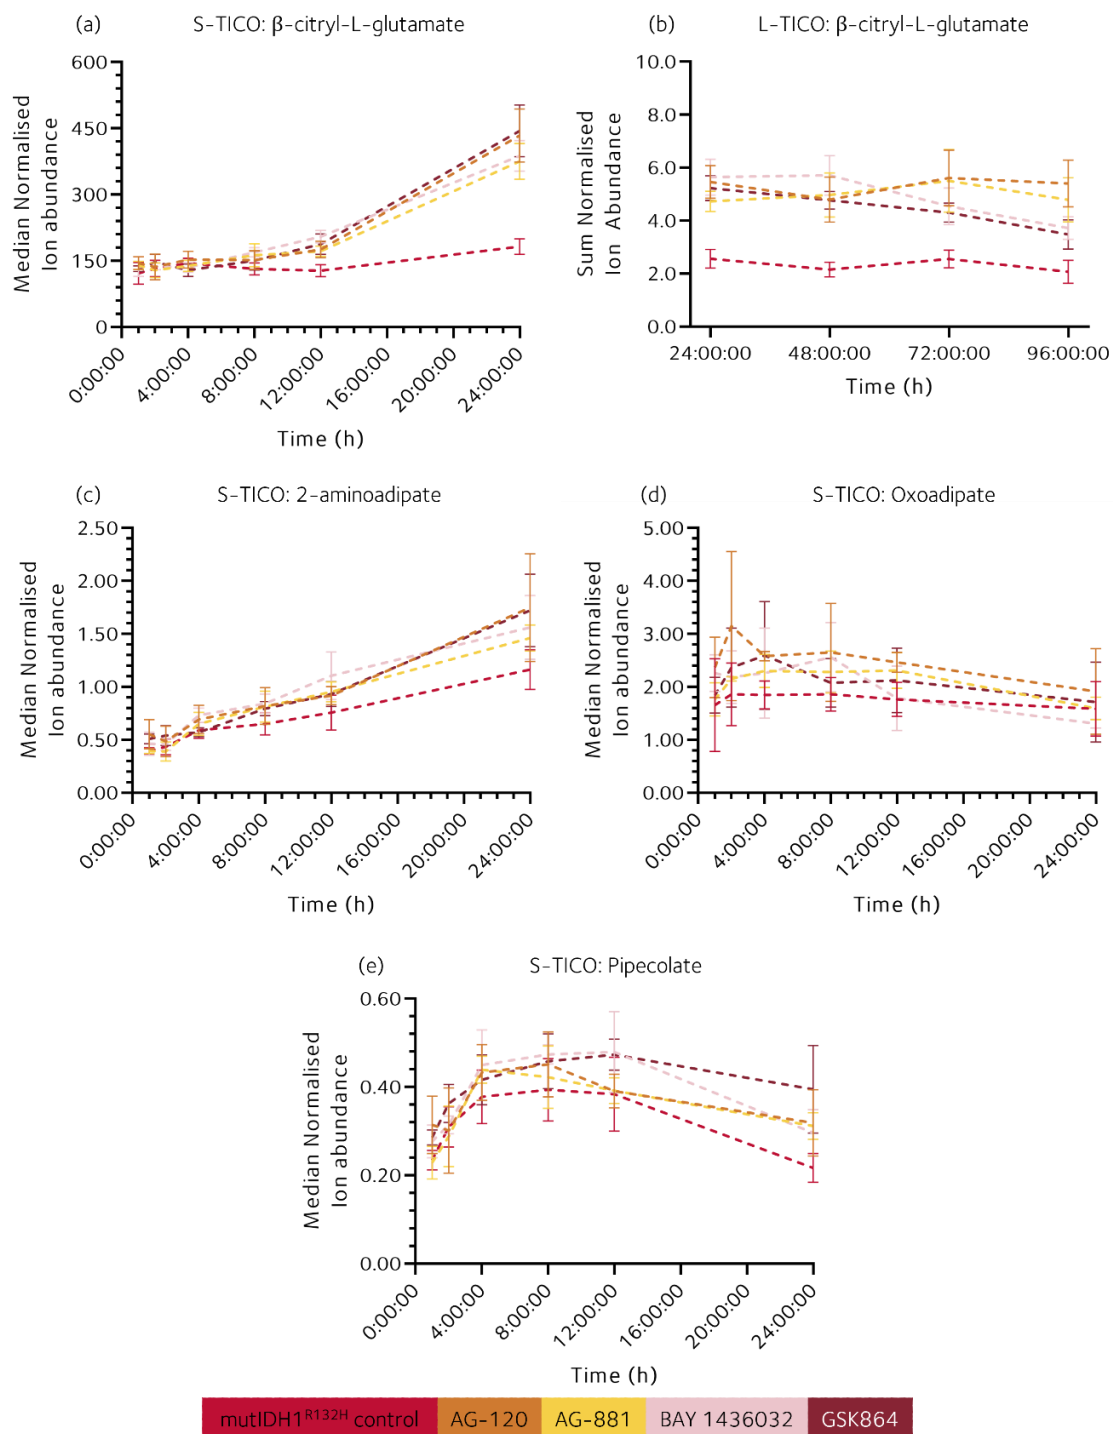 (a) S-TICO: β-citryl-L-glutamate
Median Normalised
Ion abundance
600
450
300
150
0
0:00:00
4:00:00
8:00:00
12:00:00
16:00:00
20:00:00
24:00:00
Time (h)
(b) L-TICO: β-citryl-L-glutamate
Sum Normalised
Ion Abundance
10.0
8.0
6.0
4.0
2.0
0.0
24:00:00
48:00:00
72:00:00
96:00:00
Time (h)
(c) S-TICO: 2-aminoadipate
Median Normalised
Ion abundance
2.50
2.00
1.50
1.00
0.50
0.00
0:00:00
4:00:00
8:00:00
12:00:00
16:00:00
20:00:00
24:00:00
Time (h)
(d) S-TICO: Oxoadipate
Median Normalised
Ion abundance
5.00
4.00
3.00
2.00
1.00
0.00
0:00:00
4:00:00
8:00:00
12:00:00
16:00:00
20:00:00
24:00:00
Time (h)
(e) S-TICO: Pipecolate
Median Normalised
Ion abundance
0.60
0.40
0.20
0.00
0:00:00
4:00:00
8:00:00
12:00:00
16:00:00
20:00:00
24:00:00
Time (h)
mutIDH1R132H control AG-120 AG-881 BAY 1436032 GSK864